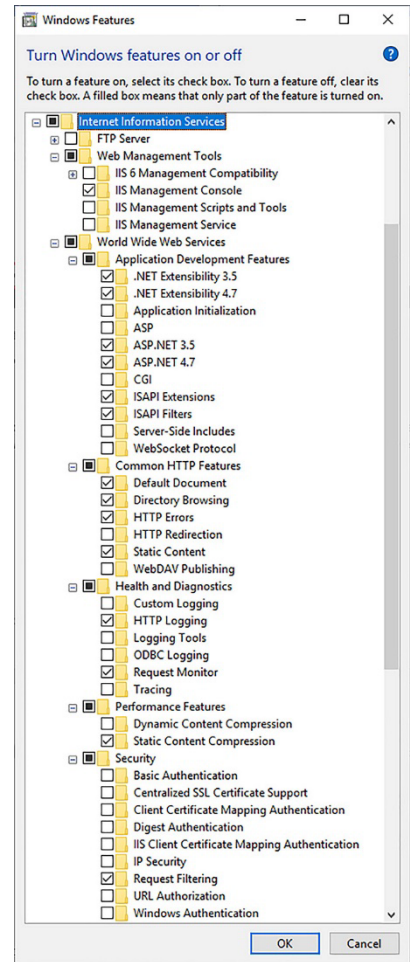 Windows Features
Turn Windows features on or off
To turn a feature on, select its check box. To turn a feature off, clear its
check box. A filled box means that only part of the feature is turned on.
Internet Information Services
FTP Server
Web Management Tools
IIS 6 Management Compatibility
IIS Management Console
IIS Management Scripts and Tools
IIS Management Service
World Wide Web Services
Application Development Features
.NET Extensibility 3.5
.NET Extensibility 4.7
Application Initialization
ASP
ASP.NET 3.5
ASP.NET 4.7
CGI
ISAPI Extensions
ISAPI Filters
Server-Side Includes
WebSocket Protocol
Common HTTP Features
Default Document
Directory Browsing
HTTP Errors
HTTP Redirection
Static Content
WebDAV Publishing
Health and Diagnostics
Custom Logging
HTTP Logging
Logging Tools
ODBC Logging
Request Monitor
Tracing
Performance Features
Dynamic Content Compression
Static Content Compression
Security
Basic Authentication
Centralized SSL Certificate Support
Client Certificate Mapping Authentication
Digest Authentication
IIS Client Certificate Mapping Authentication
IP Security
Request Filtering
URL Authorization
Windows Authentication
OK
Cancel